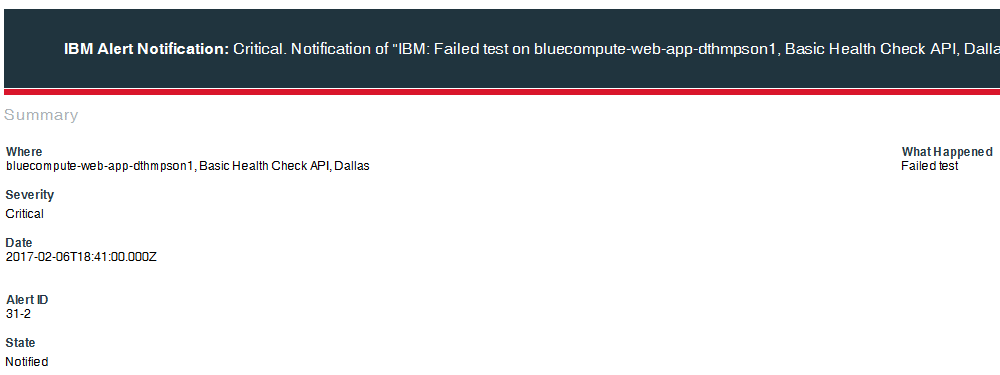 IBM Alert Notification: Critical. Notification of "IBM: Failed test on bluecompute-web-app-dthmpson1, Basic Health Check API, Dalla
Summary
Where
bluecompute-web-app-dthmpson1, Basic Health Check API, Dallas
What Happened
Failed test
Severity
Critical
Date
2017-02-06T18:41:00.000Z
Alert ID
31-2
State
Notified